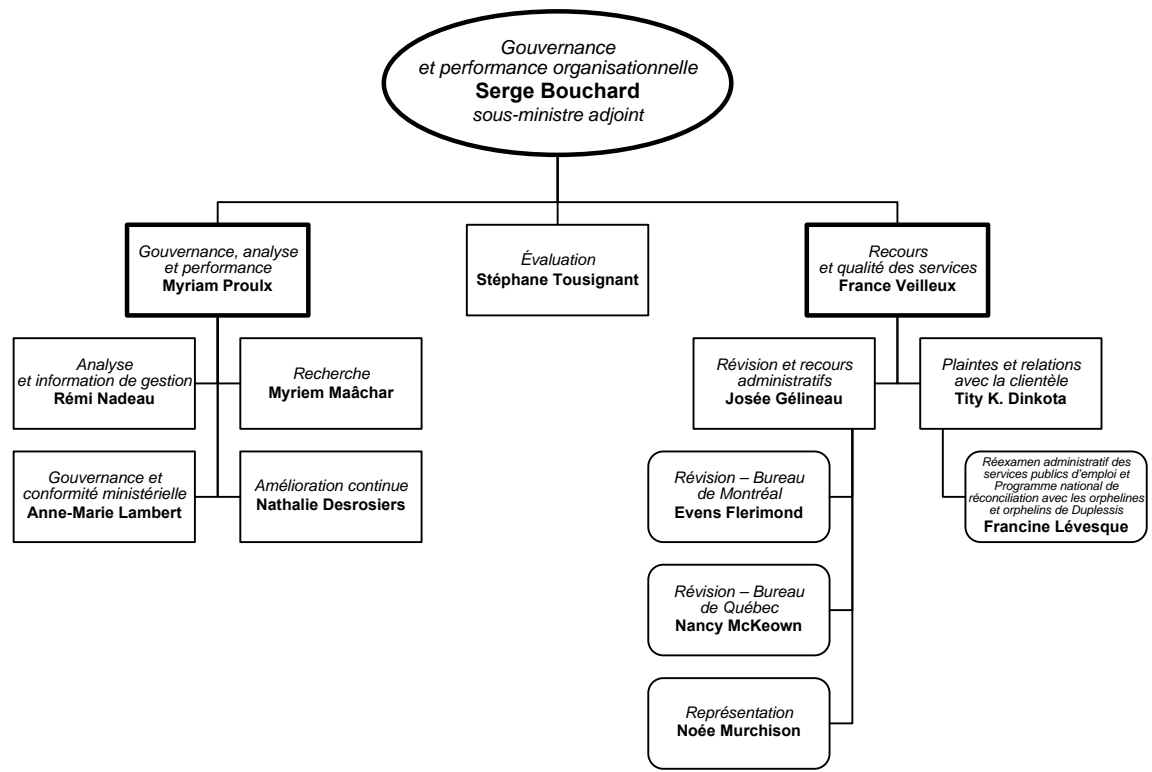 Gouvernance
et performance organisationnelle
Serge Bouchard
sous-ministre adjoint
Gouvernance, analyse
et performance
Myriam Proulx
Évaluation
Stéphane Tousignant
Recours
et qualité des services
France Veilleux
Analyse
et information de gestion
Rémi Nadeau
Recherche
Myriem Maâchar
Révision et recours
administratifs
Josée Gélineau
Plaintes et relations
avec la clientèle
Tity K. Dinkota
Gouvernance et
conformité ministérielle
Anne-Marie Lambert
Amélioration continue
Nathalie Desrosiers
Révision – Bureau
de Montréal
Evens Flerimond
Réexamen administratif des
services publics d'emploi et
Programme national de
réconciliation avec les orphelines
et orphelins de Duplessis
Francine Lévesque
Révision – Bureau
de Québec
Nancy McKeown
Représentation
Noée Murchison